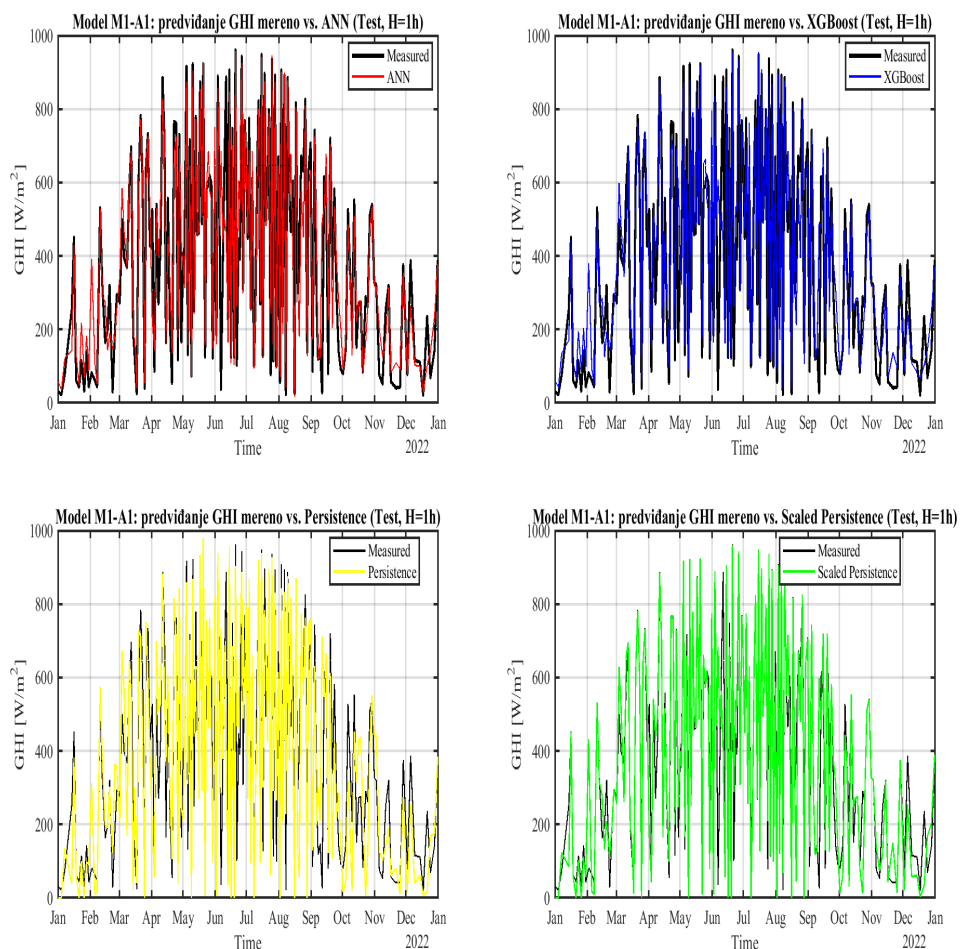 Model M1-A1: predviđanje GHI mereno vs. ANN (Test, H=1h)
Measured
ANN
GHI [W/m²]
1000
800
600
400
200
0
Jan Feb Mar Apr May Jun Jul Aug Sep Oct Nov Dec Jan
Time
2022
Model M1-A1: predviđanje GHI mereno vs. XGBoost (Test, H=1h)
Measured
XGBoost
GHI [W/m²]
1000
800
600
400
200
0
Jan Feb Mar Apr May Jun Jul Aug Sep Oct Nov Dec Jan
Time
2022
Model M1-A1: predviđanje GHI mereno vs. Persistence (Test, H=1h)
Measured
Persistence
GHI [W/m²]
1000
800
600
400
200
0
Jan Feb Mar Apr May Jun Jul Aug Sep Oct Nov Dec Jan
Time
2022
Model M1-A1: predviđanje GHI mereno vs. Scaled Persistence (Test, H=1h)
Measured
Scaled Persistence
GHI [W/m²]
1000
800
600
400
200
0
Jan Feb Mar Apr May Jun Jul Aug Sep Oct Nov Dec Jan
Time
2022